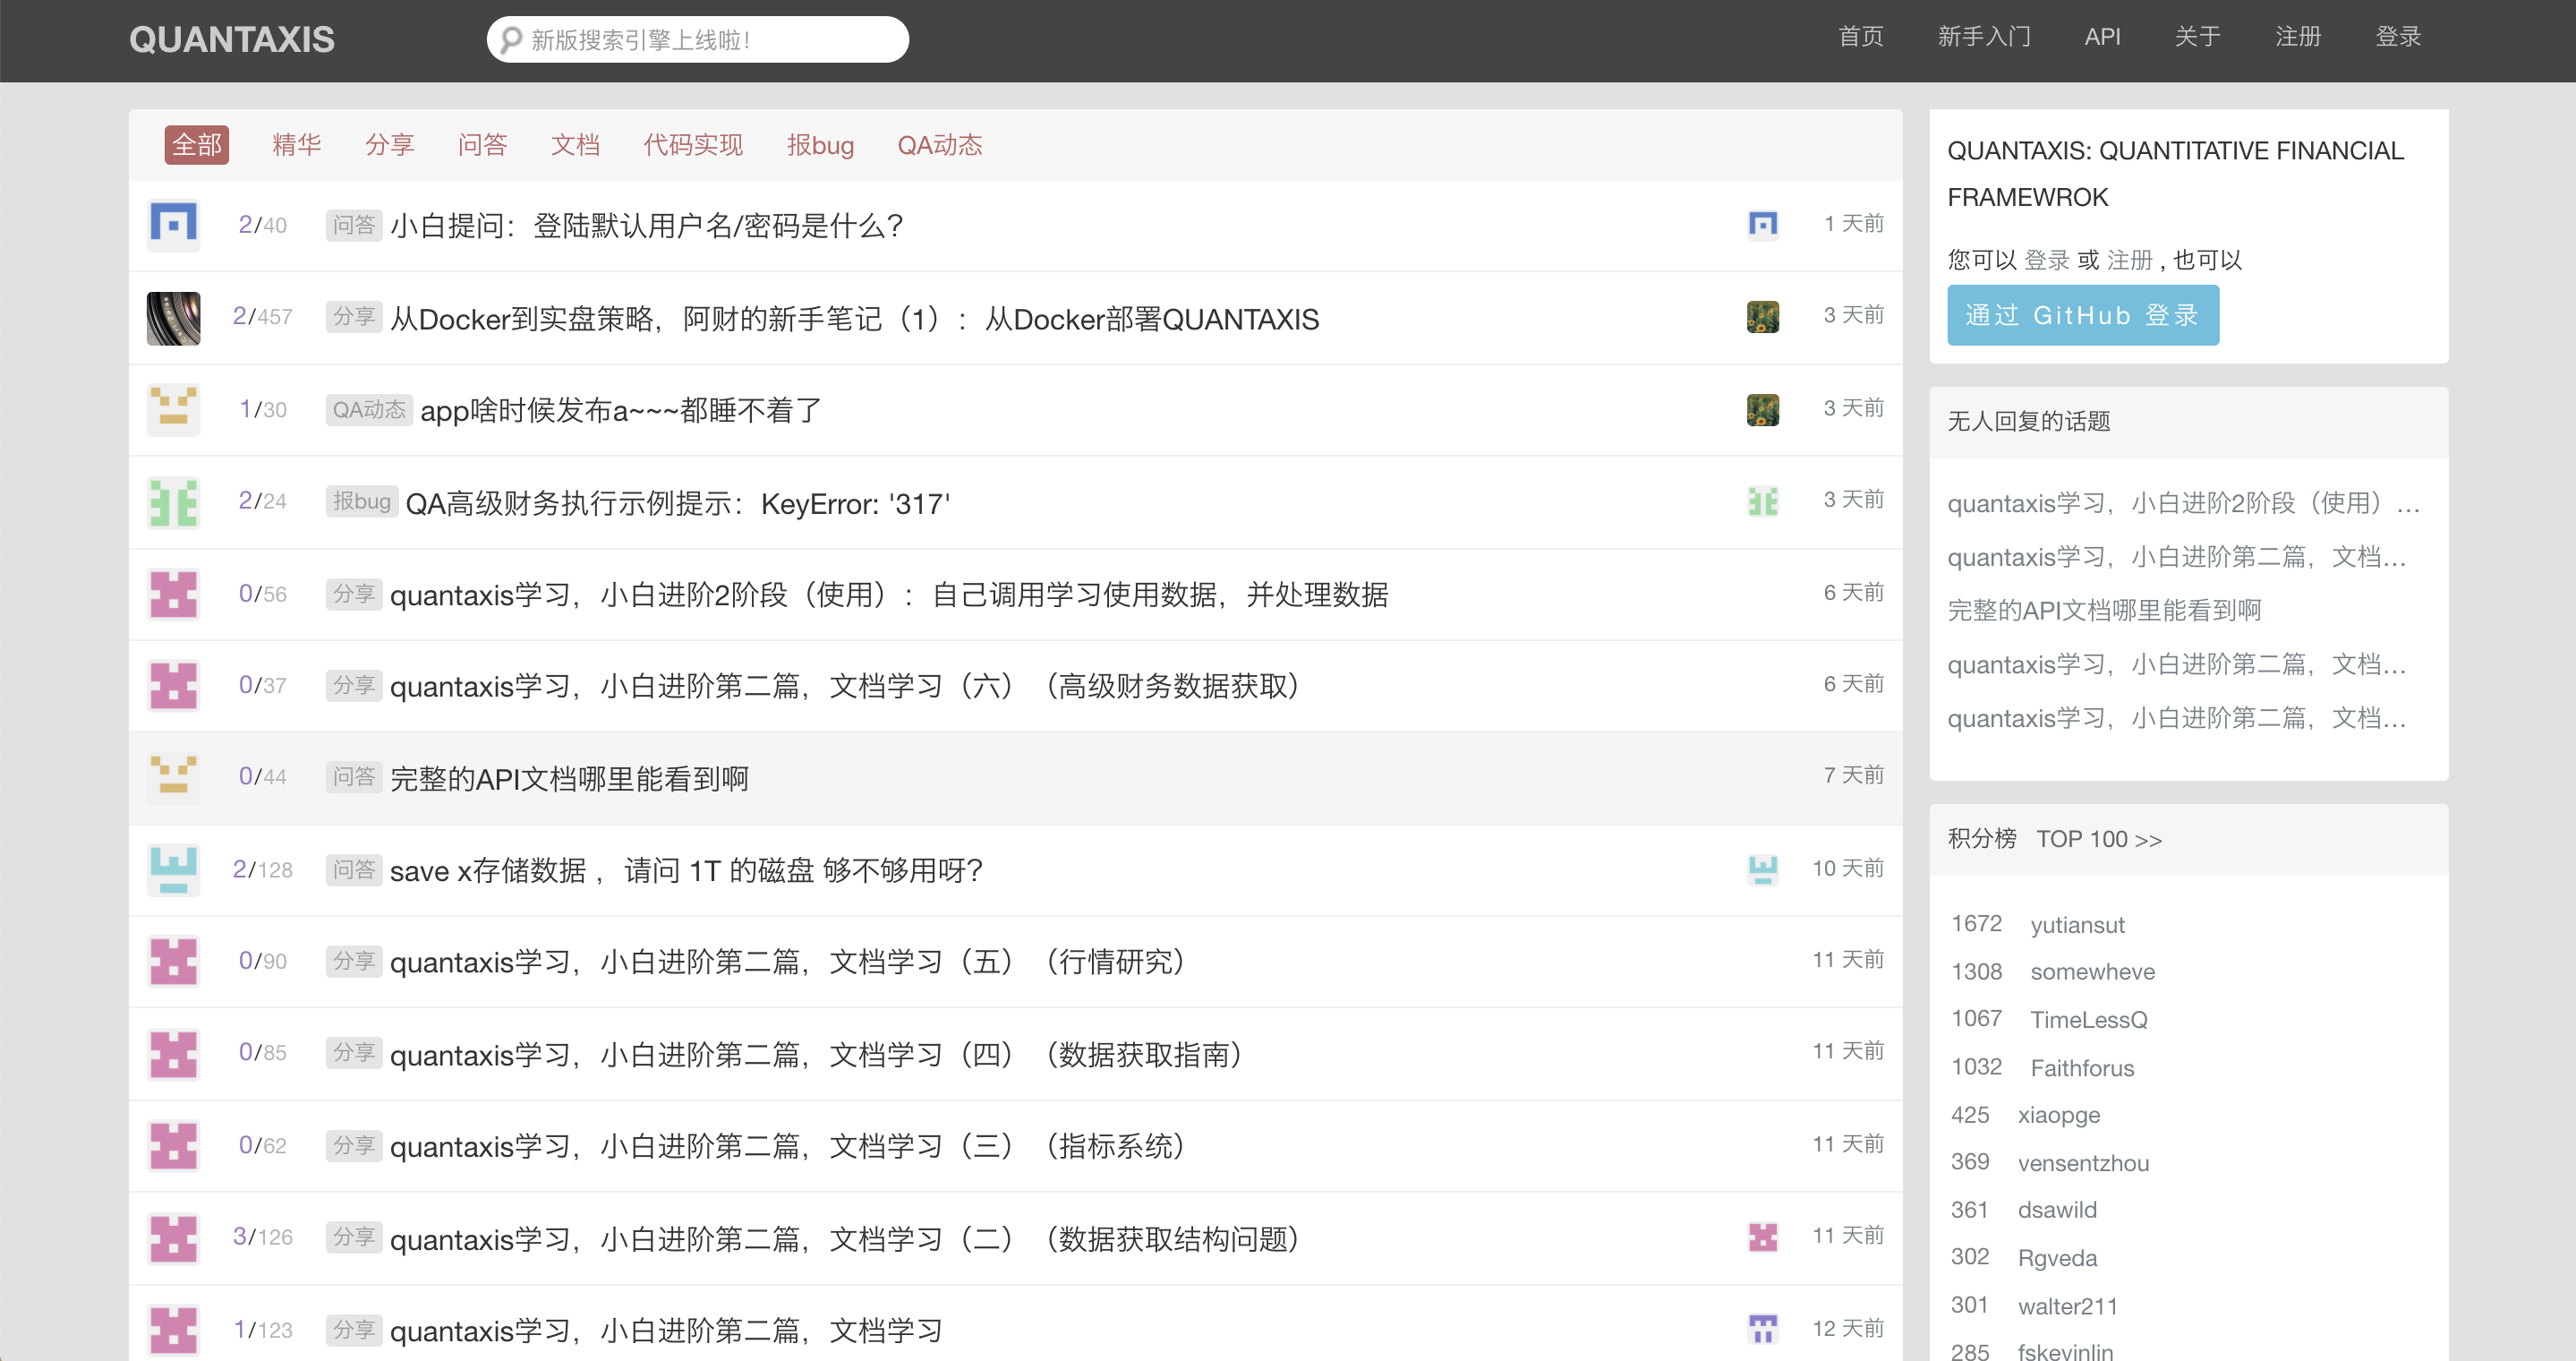 QUANTAXIS
新版搜索引擎上线啦!
首页 新手入门 API 关于 注册 登录
全部 精华 分享 问答 文档 代码实现 报bug QA动态
2/40 问答 小白提问：登陆默认用户名/密码是什么？ 1 天前
2/457 分享 从Docker到实盘策略，阿财的新手笔记（1）：从Docker部署QUANTAXIS 3 天前
1/30 QA动态 app啥时候发布a~~~都睡不着了 3 天前
2/24 报bug QA高级财务执行示例提示：KeyError: '317' 3 天前
0/56 分享 quantaxis学习，小白进阶2阶段（使用）：自己调用学习使用数据，并处理数据 6 天前
0/37 分享 quantaxis学习，小白进阶第二篇，文档学习（六）（高级财务数据获取） 6 天前
0/44 问答 完整的API文档哪里能看到啊 7 天前
2/128 问答 save x存储数据 ，请问 1T 的磁盘 够不够用呀？ 10 天前
0/90 分享 quantaxis学习，小白进阶第二篇，文档学习（五）（行情研究） 11 天前
0/85 分享 quantaxis学习，小白进阶第二篇，文档学习（四）（数据获取指南） 11 天前
0/62 分享 quantaxis学习，小白进阶第二篇，文档学习（三）（指标系统） 11 天前
3/126 分享 quantaxis学习，小白进阶第二篇，文档学习（二）（数据获取结构问题） 11 天前
1/123 分享 quantaxis学习，小白进阶第二篇，文档学习 12 天前
QUANTAXIS: QUANTITATIVE FINANCIAL
FRAMEWROK
您可以 登录 或 注册 , 也可以
通过 GitHub 登录
无人回复的话题
quantaxis学习，小白进阶2阶段（使用）...
quantaxis学习，小白进阶第二篇，文档...
完整的API文档哪里能看到啊
quantaxis学习，小白进阶第二篇，文档...
quantaxis学习，小白进阶第二篇，文档...
积分榜 TOP 100 >>
1672 yutiansut
1308 somewheve
1067 TimeLessQ
1032 Faithforus
425 xiaopge
369 vensentzhou
361 dsawild
302 Rgveda
301 walter211
285 fskevinlin